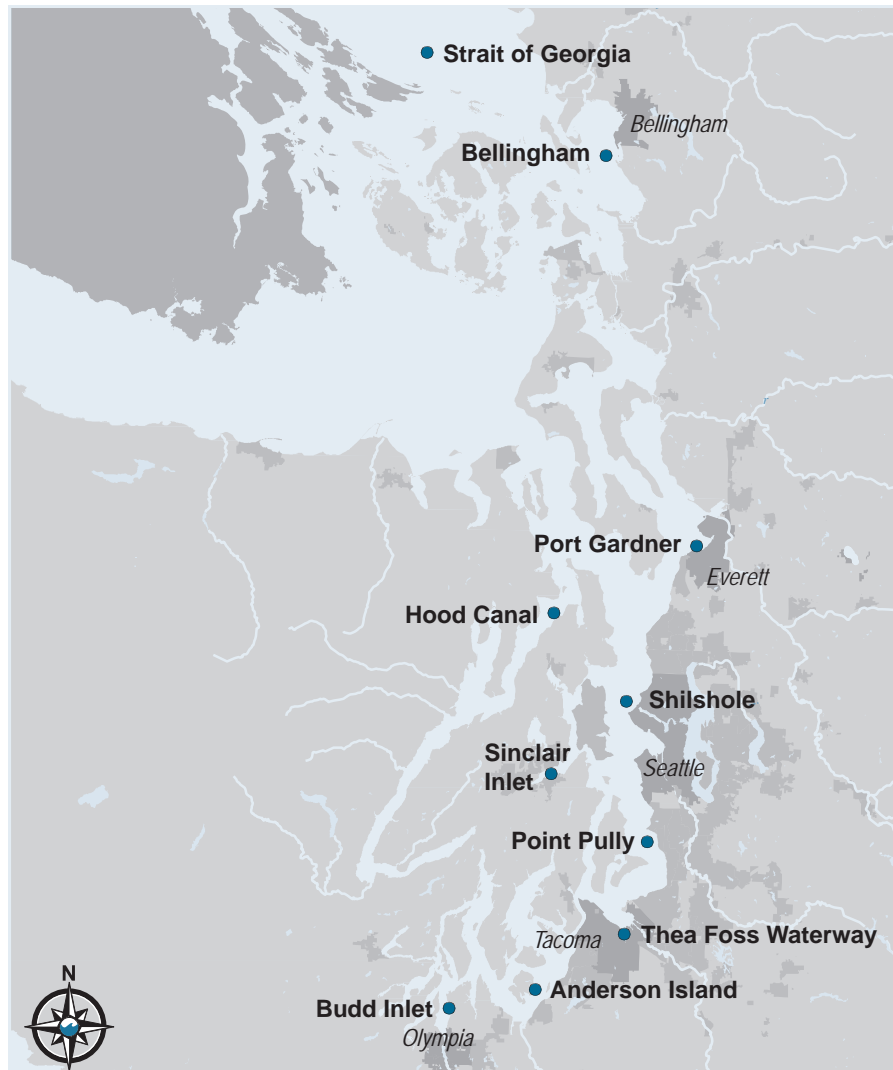 Strait of Georgia
Bellingham
Bellingham
Port Gardner
Everett
Hood Canal
Shilshole
Sinclair
Inlet
Seattle
Point Pully
Tacoma
Thea Foss Waterway
Anderson Island
N
Budd Inlet
Olympia